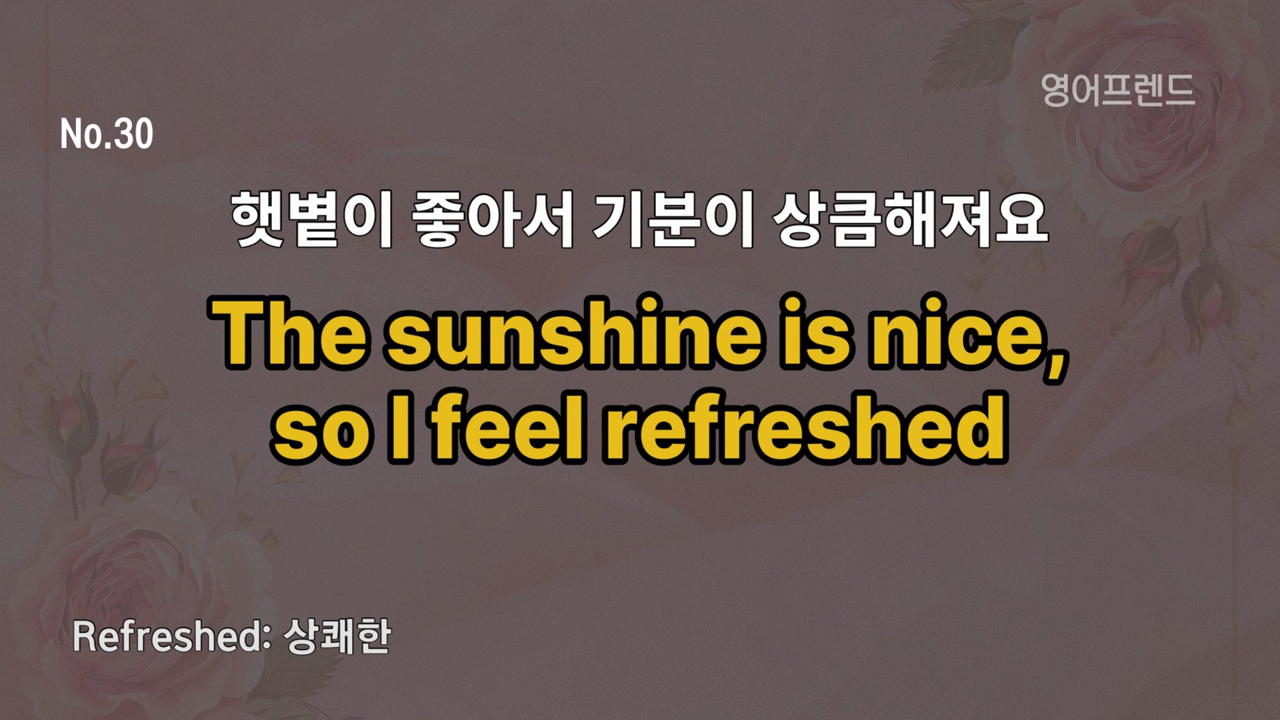 영어프렌드
No.30
햇볕이 좋아서 기분이 상큼해져요
The sunshine is nice,
so I feel refreshed
Refreshed: 상쾌한